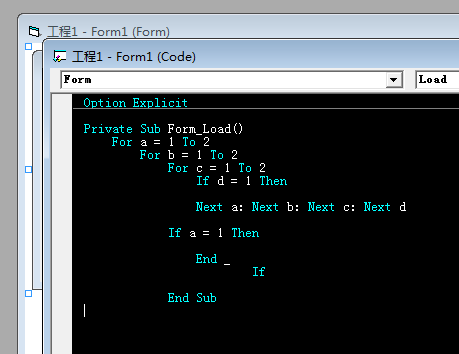 工程1 - Form1 (Form)
工程1 - Form1 (Code)
Form Load
Option Explicit
Private Sub Form_Load()
For a = 1 To 2
For b = 1 To 2
For c = 1 To 2
If d = 1 Then
Next a: Next b: Next c: Next d
If a = 1 Then
End _
If
End Sub